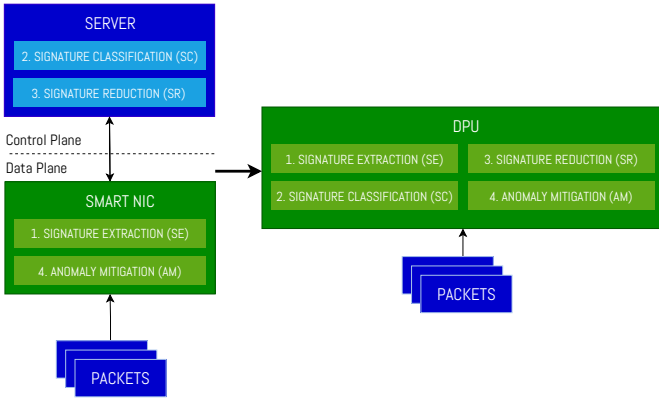 SERVER
2. SIGNATURE CLASSIFICATION (SC)
3. SIGNATURE REDUCTION (SR)
Control Plane
Data Plane
SMART NIC
1. SIGNATURE EXTRACTION (SE)
4. ANOMALY MITIGATION (AM)
PACKETS
DPU
1. SIGNATURE EXTRACTION (SE)
3. SIGNATURE REDUCTION (SR)
2. SIGNATURE CLASSIFICATION (SC)
4. ANOMALY MITIGATION (AM)
PACKETS